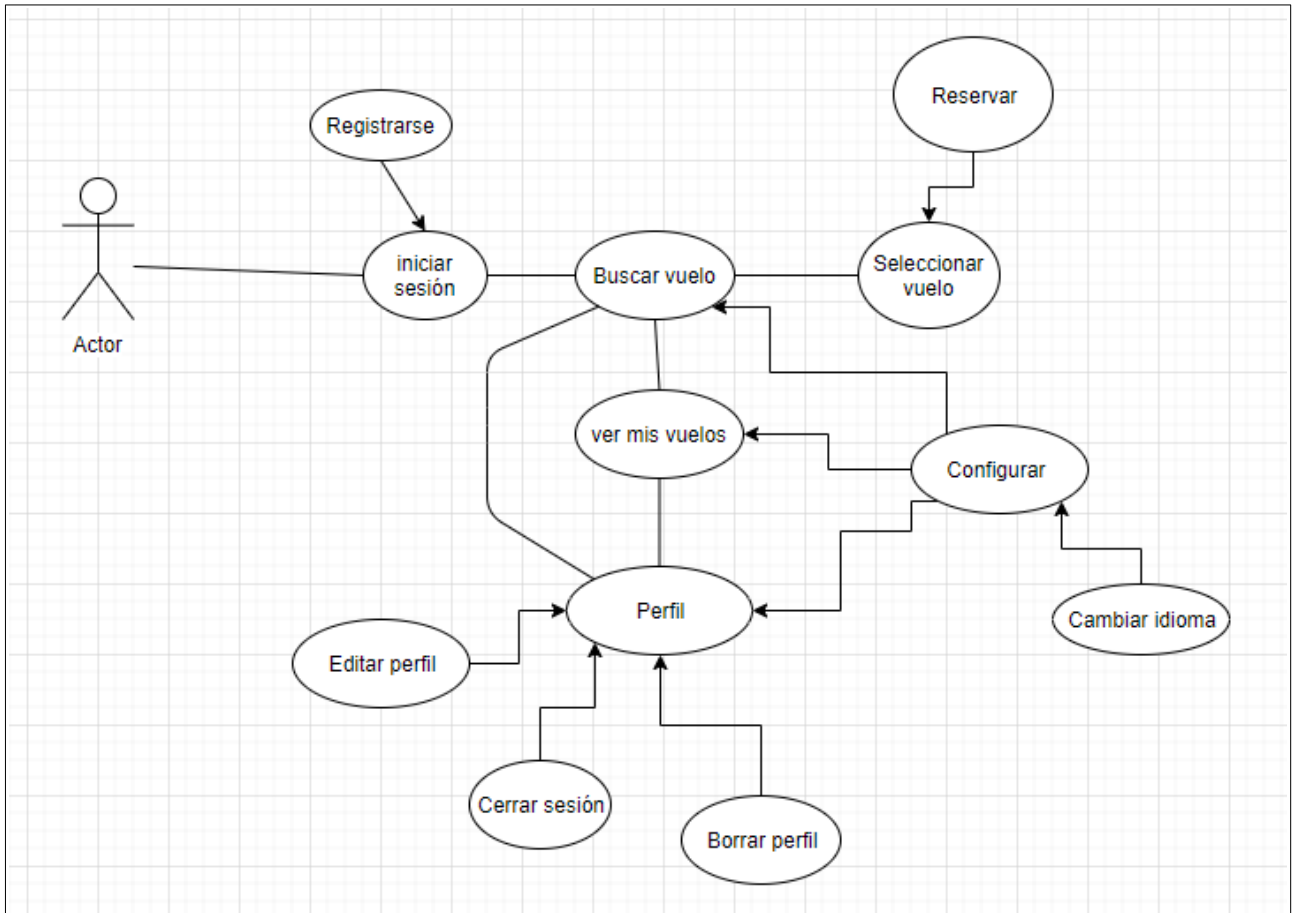 Reservar
Registrarse
iniciar
sesión
Buscar vuelo
Seleccionar
vuelo
Actor
ver mis vuelos
Configurar
Perfil
Cambiar idioma
Editar perfil
Cerrar sesión
Borrar perfil